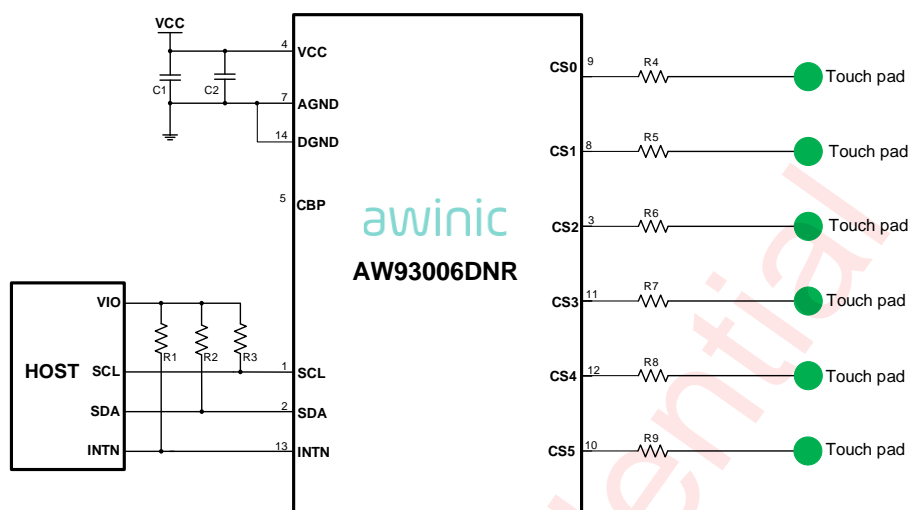 VCC
4
VCC
C1
C2
7
AGND
14
DGND
5
CBP
awinic
AW93006DNR
HOST
VIO
R1
R2
R3
SCL
1
SCL
SDA
2
SDA
INTN
13
INTN
CS0
9
R4
Touch pad
CS1
8
R5
Touch pad
CS2
3
R6
Touch pad
CS3
11
R7
Touch pad
CS4
12
R8
Touch pad
CS5
10
R9
Touch pad